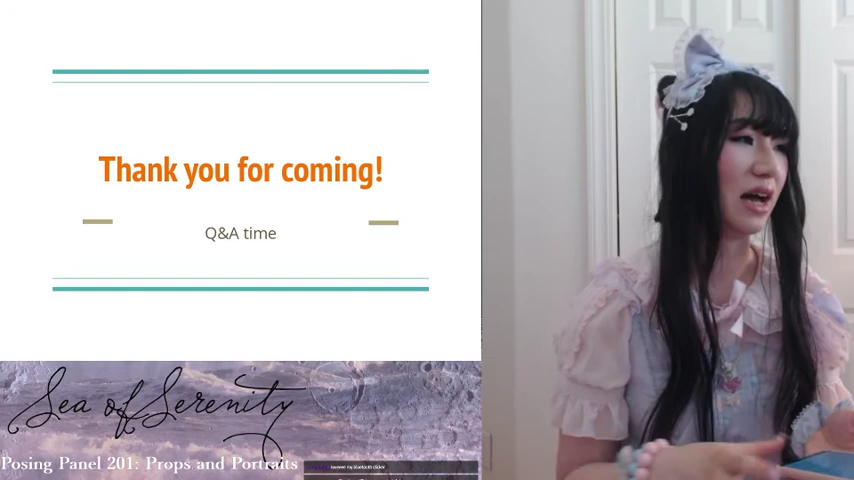 Thank you for coming!
Q&A time
Sea of Serenity
Posing Panel 201: Props and Portraits